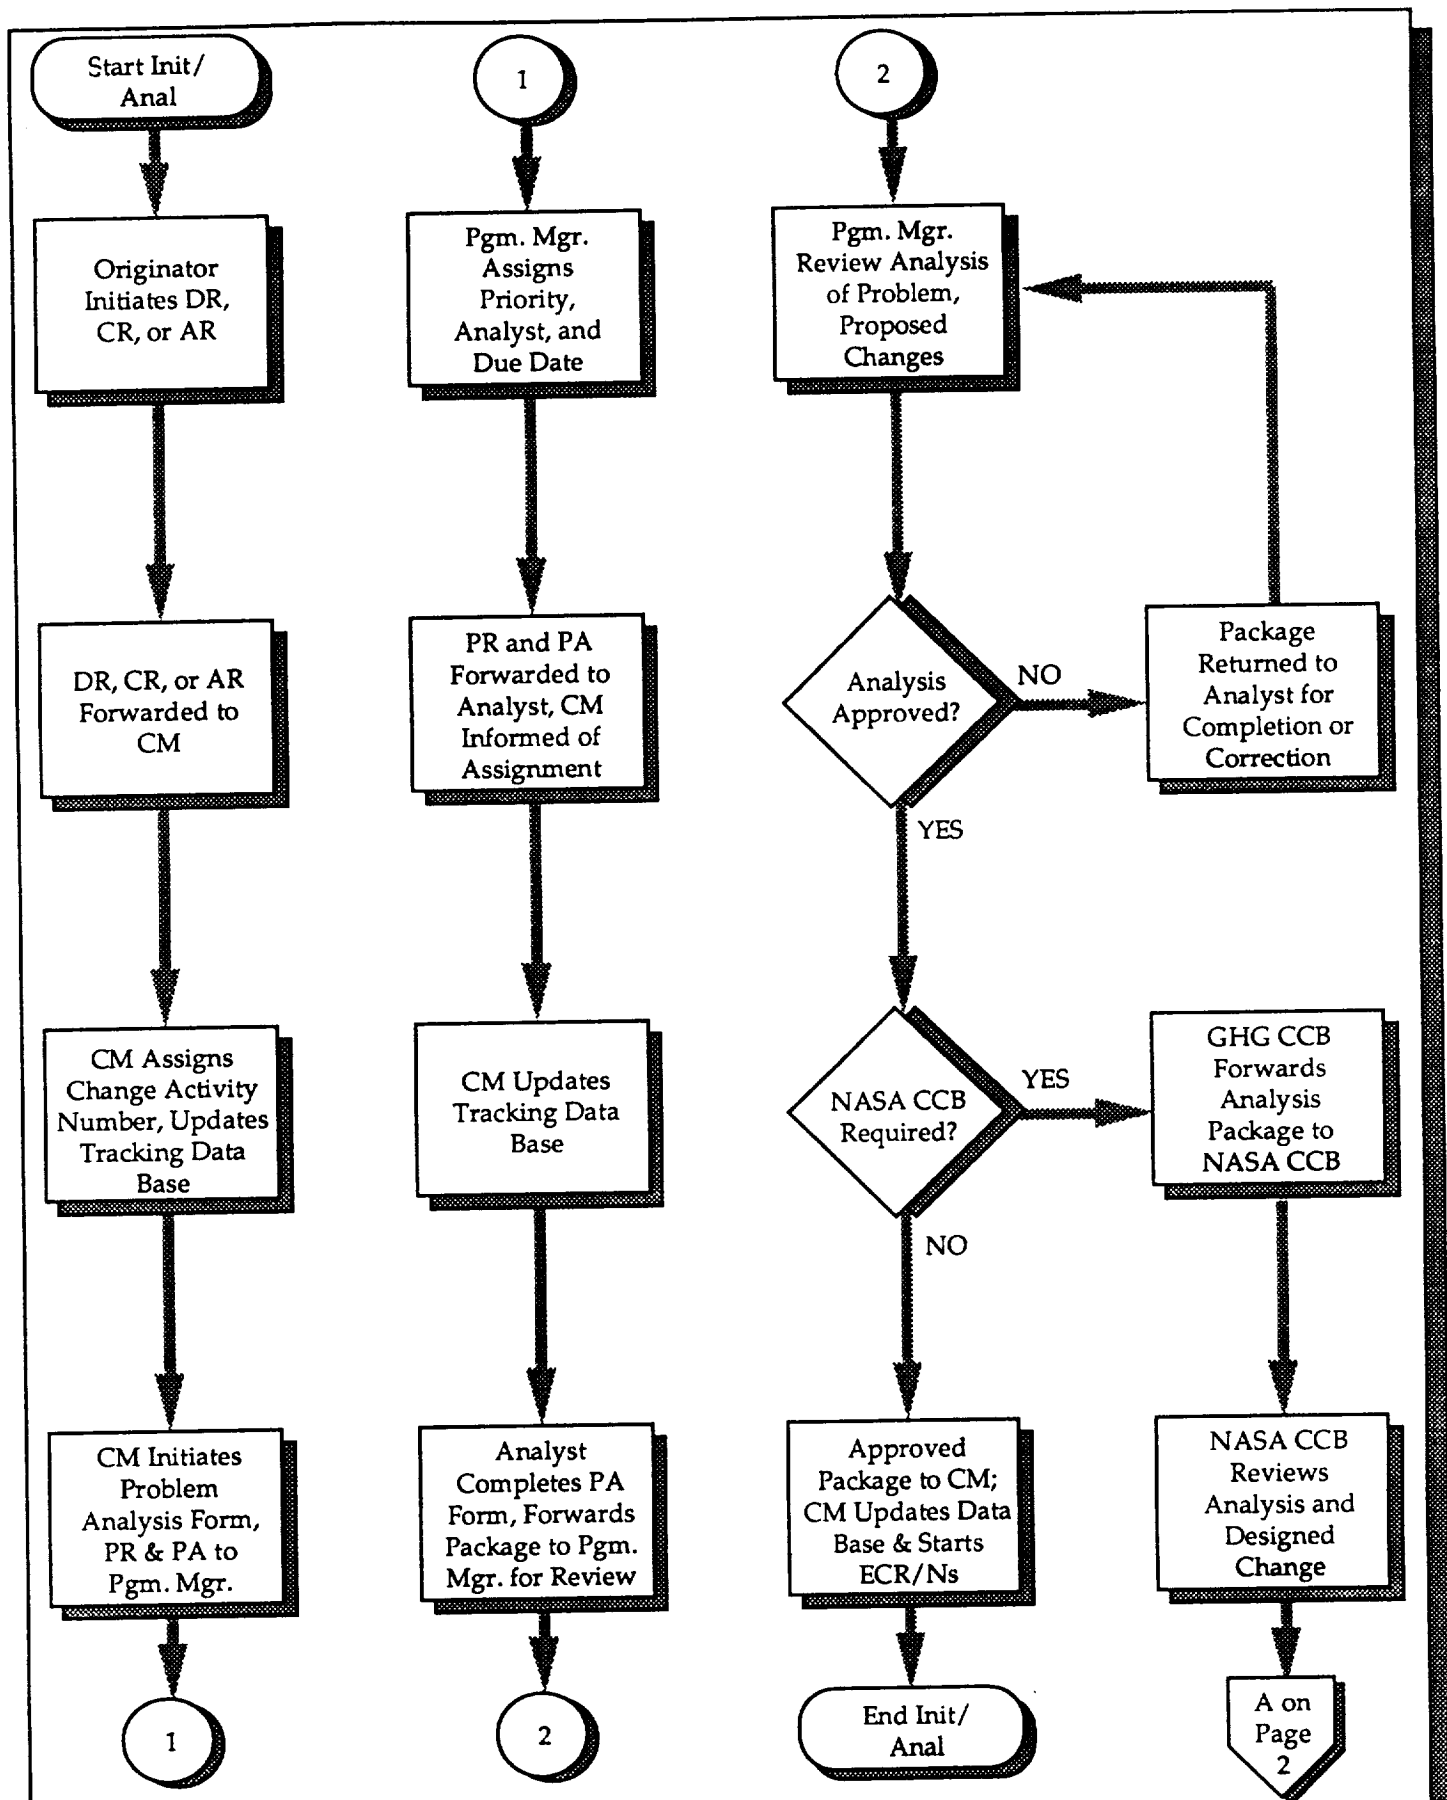 Start Init/
Anal
Originator
Initiates DR,
CR, or AR
DR, CR, or AR
Forwarded to
CM
CM Assigns
Change Activity
Number, Updates
Tracking Data
Base
CM Initiates
Problem
Analysis Form,
PR & PA to
Pgm. Mgr.
1
1
Pgm. Mgr.
Assigns
Priority,
Analyst, and
Due Date
PR and PA
Forwarded to
Analyst, CM
Informed of
Assignment
CM Updates
Tracking Data
Base
Analyst
Completes PA
Form, Forwards
Package to Pgm.
Mgr. for Review
2
2
Pgm. Mgr.
Review Analysis
of Problem,
Proposed
Changes
Analysis
Approved?
NO
Package
Returned to
Analyst for
Completion or
Correction
YES
NASA CCB
Required?
YES
GHG CCB
Forwards
Analysis
Package to
NASA CCB
NO
Approved
Package to CM;
CM Updates Data
Base & Starts
ECR/Ns
End Init/
Anal
NASA CCB
Reviews
Analysis and
Designed
Change
A on
Page
2